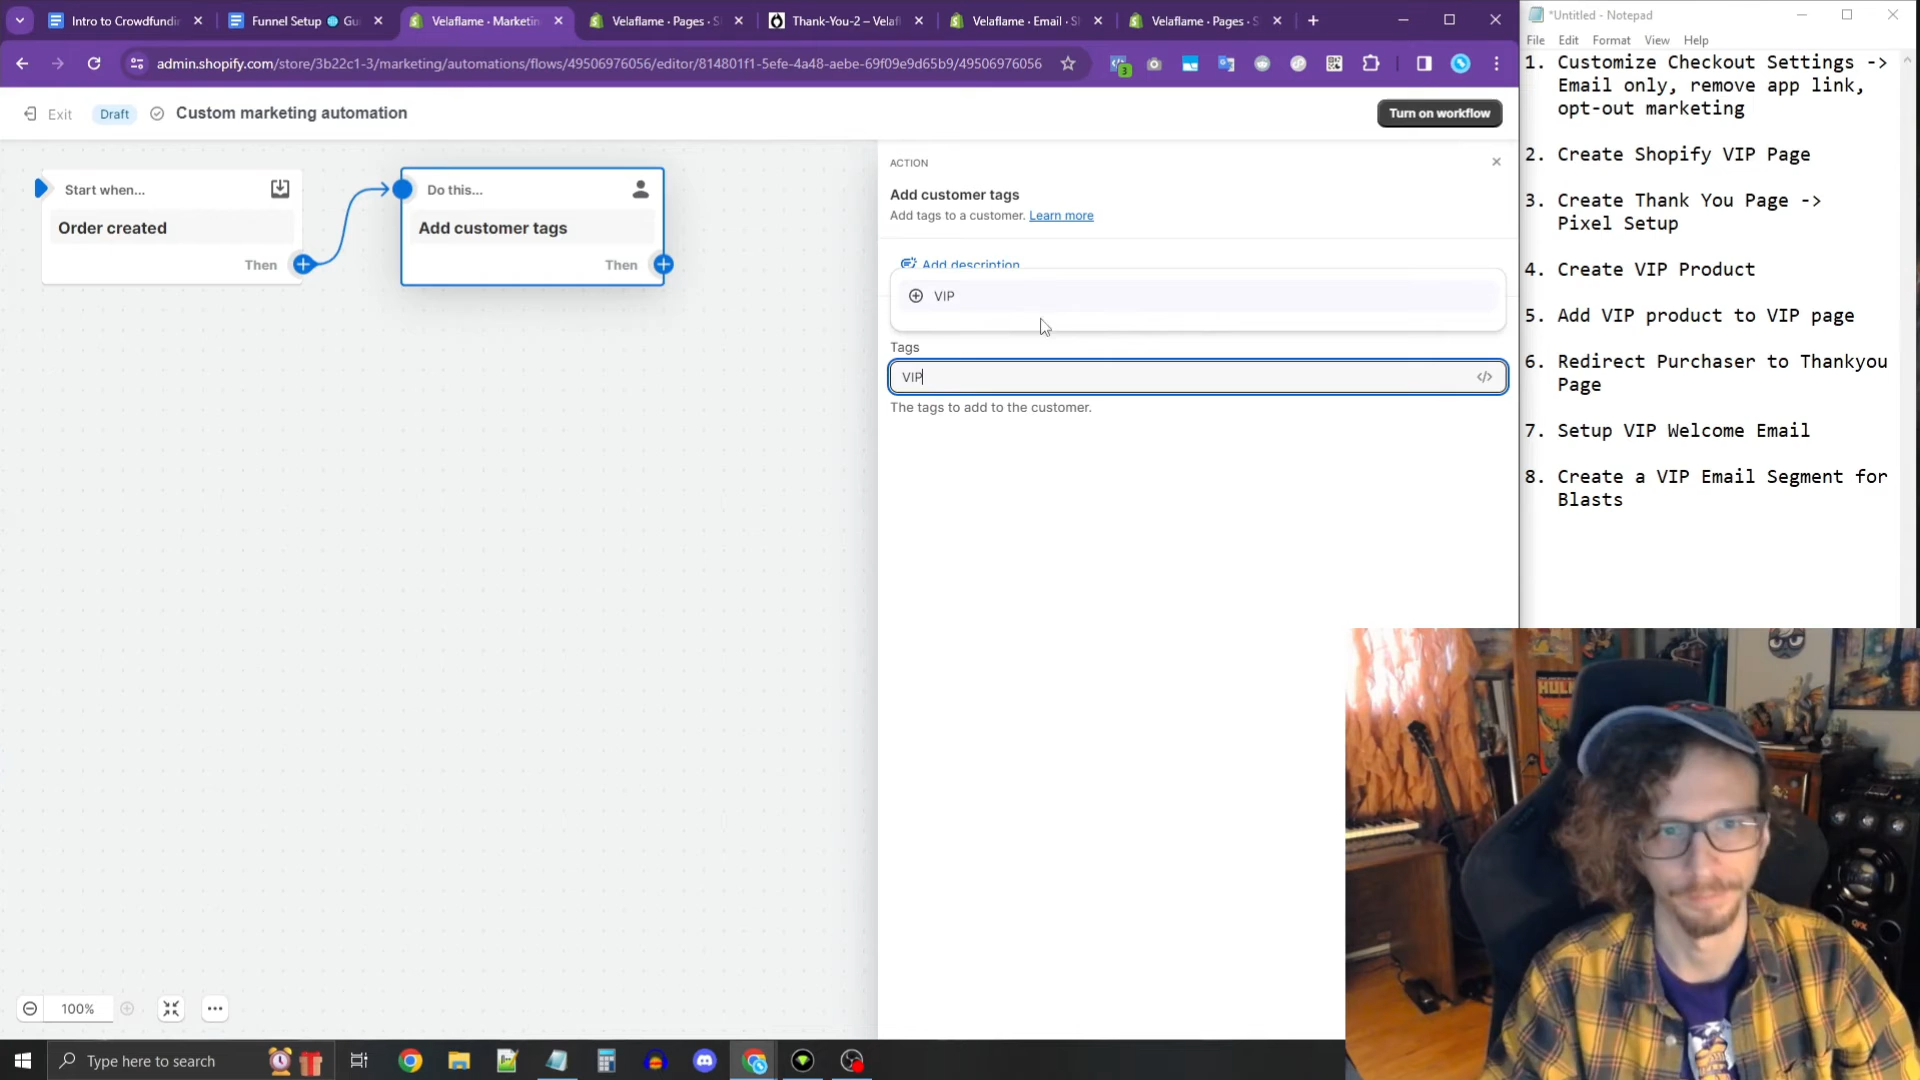 Intro to Crowdfundin
Funnel Setup
Gu
Velaflame · Marketin
Velaflame · Pages · S
Thank-You-2 – Velaf
Velaflame · Email · S
Velaflame · Pages · S
*Untitled - Notepad
File Edit Format View Help
admin.shopify.com/store/3b22c1-3/marketing/automations/flows/49506976056/editor/814801f1-5efe-4a48-aebe-69f09e9d65b9/49506976056
3
Exit
Draft
Custom marketing automation
Turn on workflow
Start when...
Order created
Then
Do this...
Add customer tags
Then
ACTION
Add customer tags
Add tags to a customer. Learn more
Add description
VIP
Tags
VIP
</>
The tags to add to the customer.
1. Customize Checkout Settings ->
Email only, remove app link,
opt-out marketing
2. Create Shopify VIP Page
3. Create Thank You Page ->
Pixel Setup
4. Create VIP Product
5. Add VIP product to VIP page
6. Redirect Purchaser to Thankyou
Page
7. Setup VIP Welcome Email
8. Create a VIP Email Segment for
Blasts
HULK
QFX
100%
Type here to search